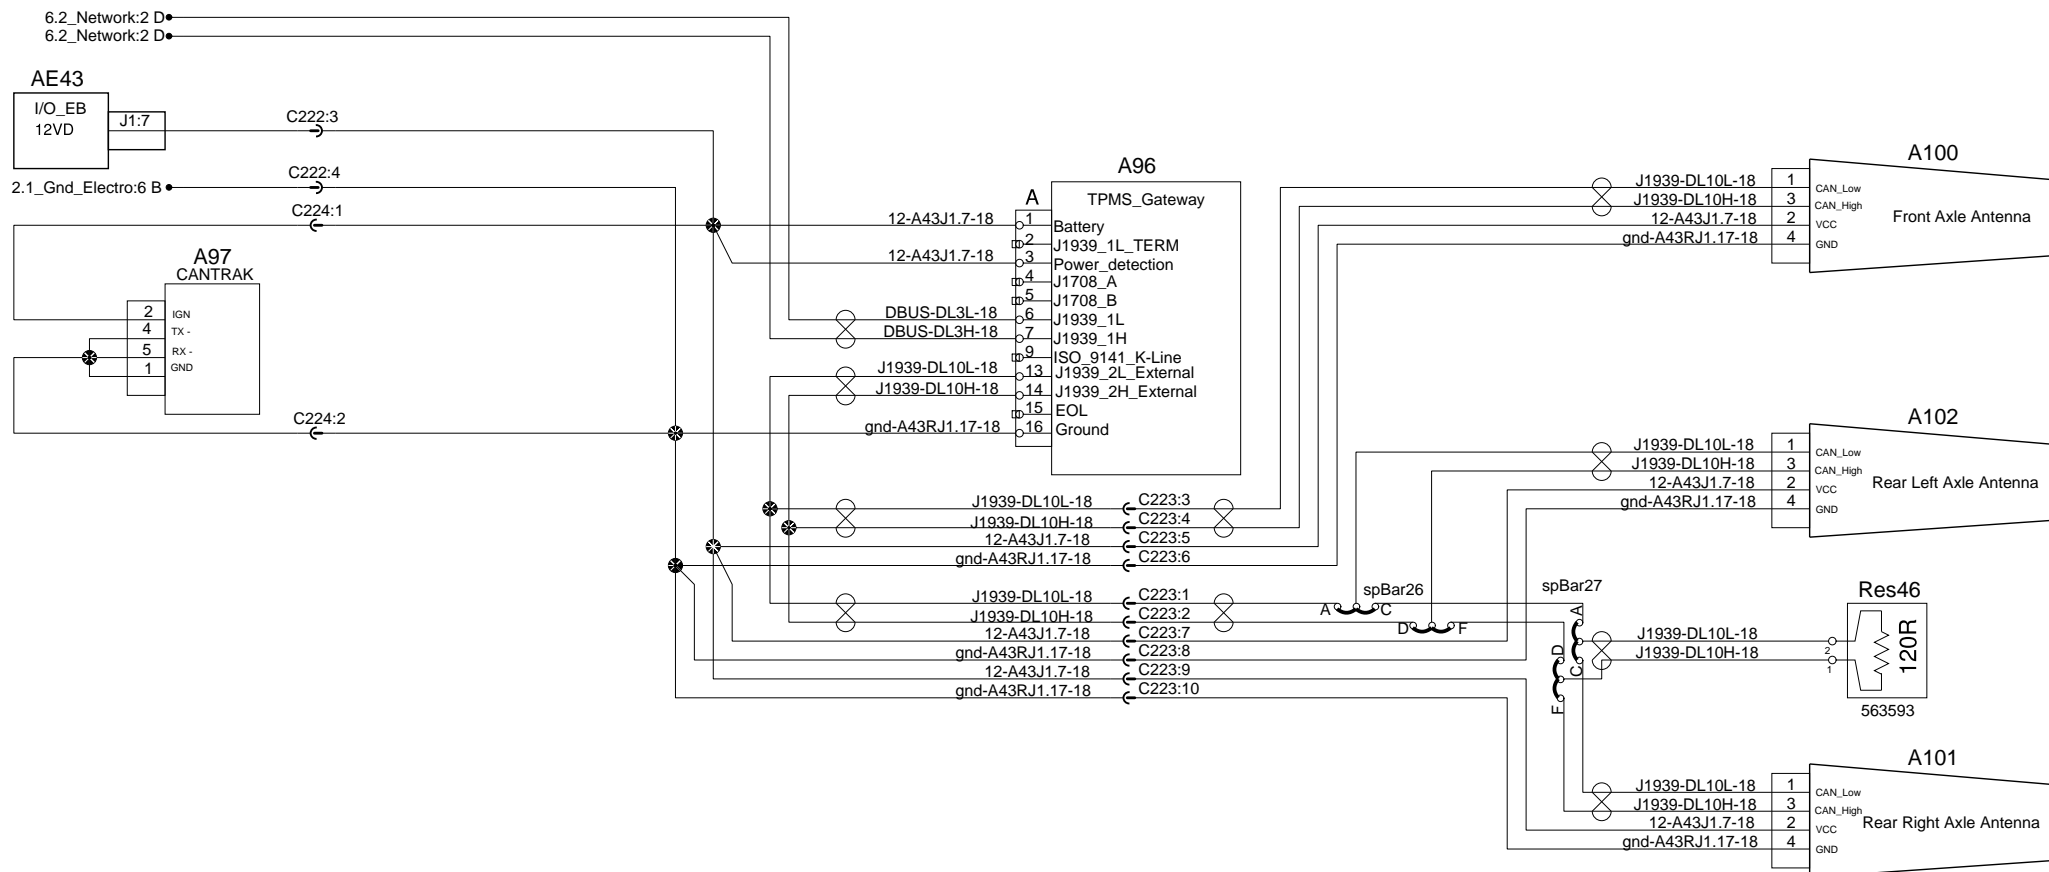 6.2_Network:2 D
6.2_Network:2 D
AE43
I/O_EB
12VD
J1:7
C222:3
C222:4
2.1_Gnd_Electro:6 B
C224:1
A97
CANTRAK
2 IGN
4 TX -
5 RX -
1 GND
C224:2
A96
A
TPMS_Gateway
12-A43J1.7-18 1 Battery
2 J1939_1L_TERM
12-A43J1.7-18 3 Power_detection
4 J1708_A
5 J1708_B
DBUS-DL3L-18 6 J1939_1L
DBUS-DL3H-18 7 J1939_1H
9 ISO_9141_K-Line
J1939-DL10L-18 13 J1939_2L_External
J1939-DL10H-18 14 J1939_2H_External
15 EOL
gnd-A43RJ1.17-18 16 Ground
J1939-DL10L-18 C223:3
J1939-DL10H-18 C223:4
12-A43J1.7-18 C223:5
gnd-A43RJ1.17-18 C223:6
J1939-DL10L-18 C223:1
J1939-DL10H-18 C223:2
12-A43J1.7-18 C223:7
gnd-A43RJ1.17-18 C223:8
12-A43J1.7-18 C223:9
gnd-A43RJ1.17-18 C223:10
spBar26
A C
D F
spBar27
A
C
D
F
A100
J1939-DL10L-18 1 CAN_Low
J1939-DL10H-18 3 CAN_High
12-A43J1.7-18 2 VCC
gnd-A43RJ1.17-18 4 GND
Front Axle Antenna
A102
J1939-DL10L-18 1 CAN_Low
J1939-DL10H-18 3 CAN_High
12-A43J1.7-18 2 VCC
gnd-A43RJ1.17-18 4 GND
Rear Left Axle Antenna
Res46
J1939-DL10L-18 2
J1939-DL10H-18 1
120R
563593
A101
J1939-DL10L-18 1 CAN_Low
J1939-DL10H-18 3 CAN_High
12-A43J1.7-18 2 VCC
gnd-A43RJ1.17-18 4 GND
Rear Right Axle Antenna